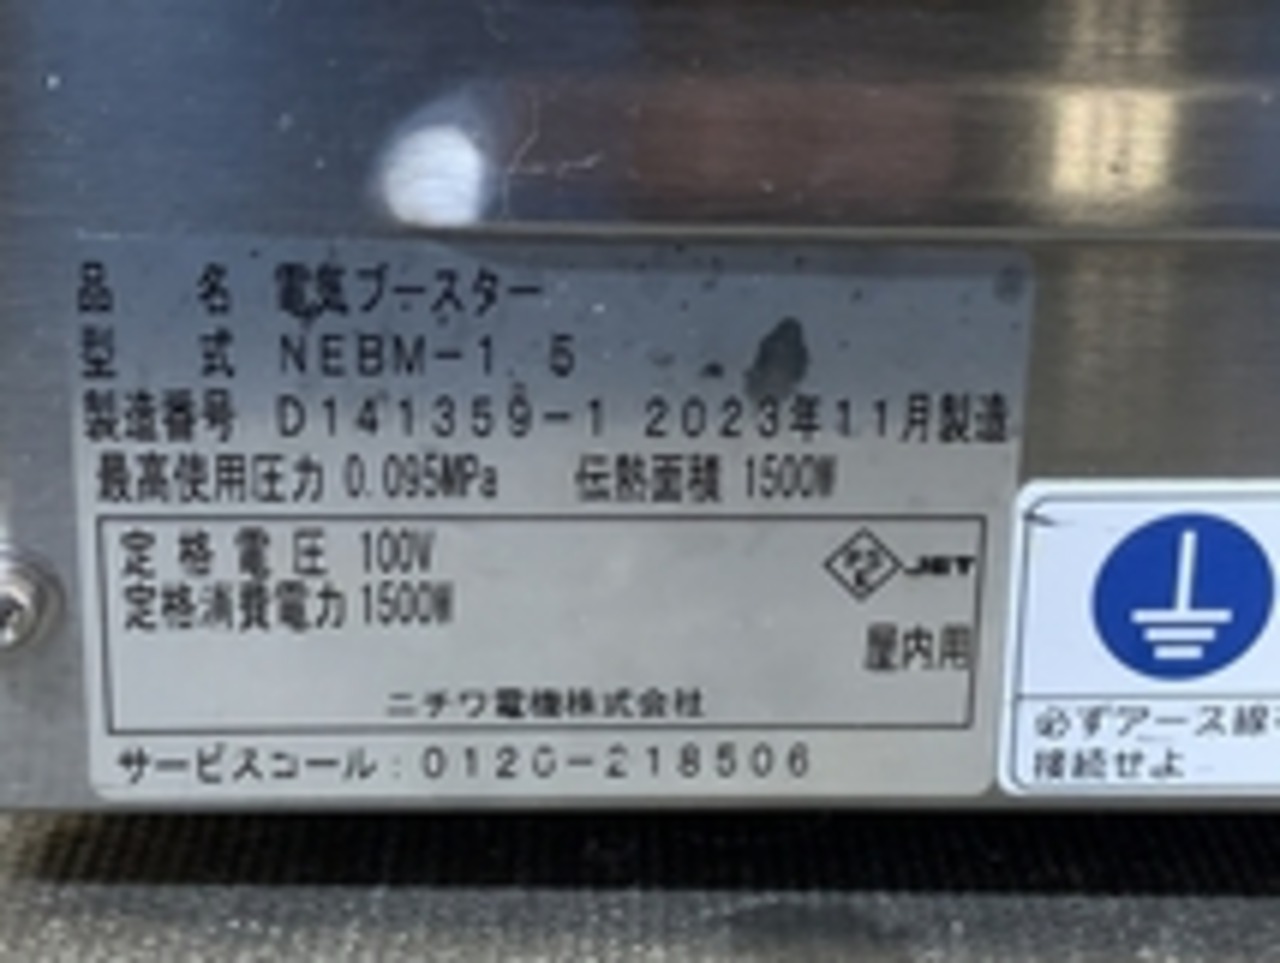 品名 電気ブースター
型式 NEBM-1.5
製造番号 D141359-1 2023年11月製造
最高使用圧力 0.095MPa 伝熱面積 1500W
定格電圧 100V
定格消費電力 1500W
JET
屋内用
ニチワ電機株式会社
サービスコール:0120-218506
必ずアース線
接続せよ